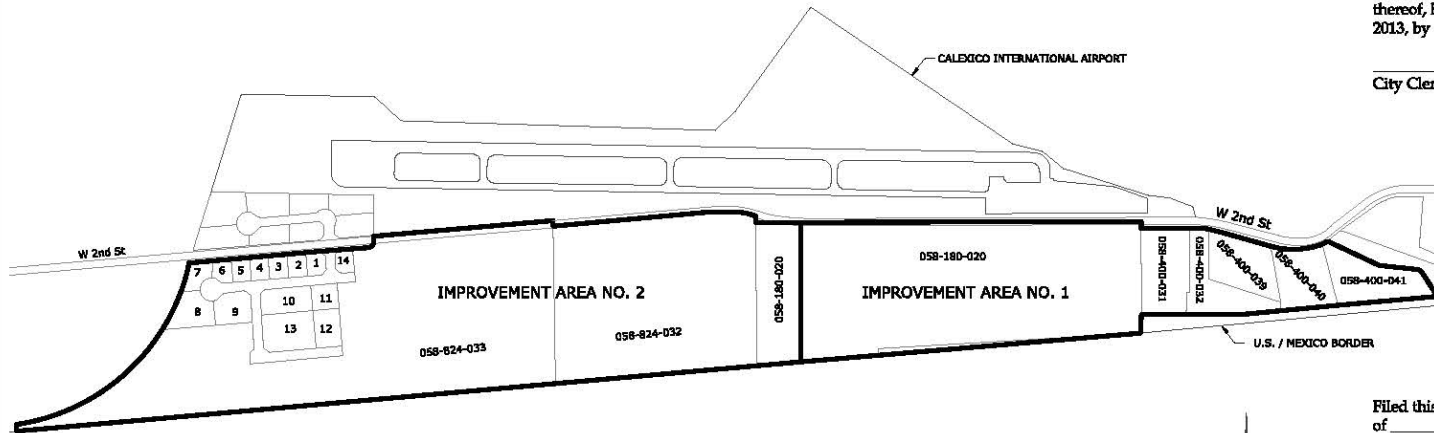 thereof,
2013, by
City Cler
CALEXICO INTERNATIONAL AIRPORT
W 2nd St
W 2nd St
7
6
5
4
3
2
1
14
8
9
10
11
13
12
IMPROVEMENT AREA NO. 2
058-824-033
058-824-032
058-180-020
058-180-020
IMPROVEMENT AREA NO. 1
058-400-031
058-400-032
058-400-039
058-400-040
058-400-041
U.S. / MEXICO BORDER
Filed this
of